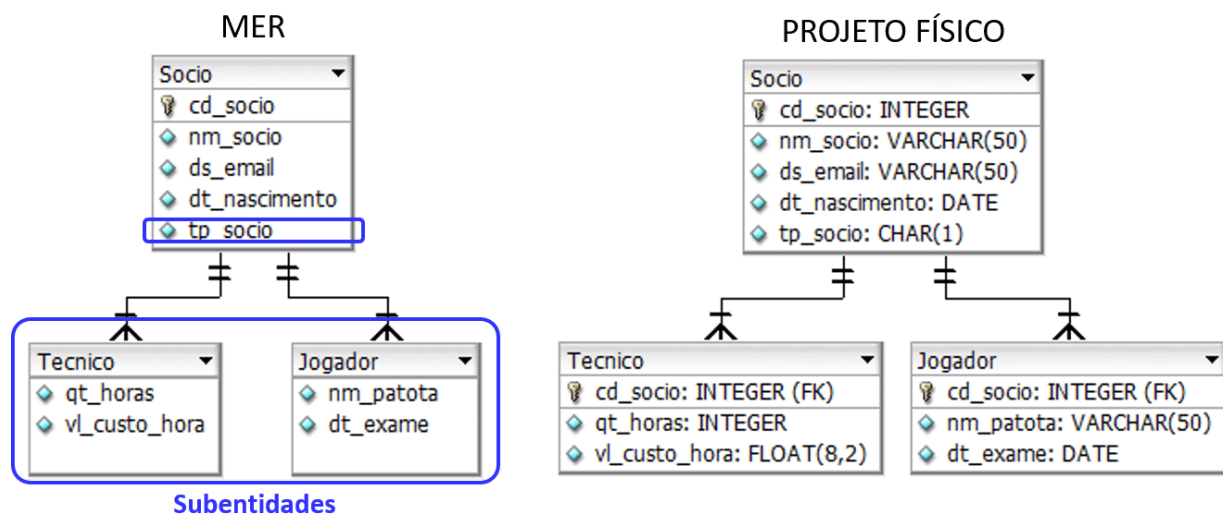 MER
Socio
cd_socio
nm_socio
ds_email
dt_nascimento
tp_socio
Tecnico
qt_horas
vl_custo_hora
Jogador
nm_patota
dt_exame
Subentidades
PROJETO FÍSICO
Socio
cd_socio: INTEGER
nm_socio: VARCHAR(50)
ds_email: VARCHAR(50)
dt_nascimento: DATE
tp_socio: CHAR(1)
Tecnico
cd_socio: INTEGER (FK)
qt_horas: INTEGER
vl_custo_hora: FLOAT(8,2)
Jogador
cd_socio: INTEGER (FK)
nm_patota: VARCHAR(50)
dt_exame: DATE